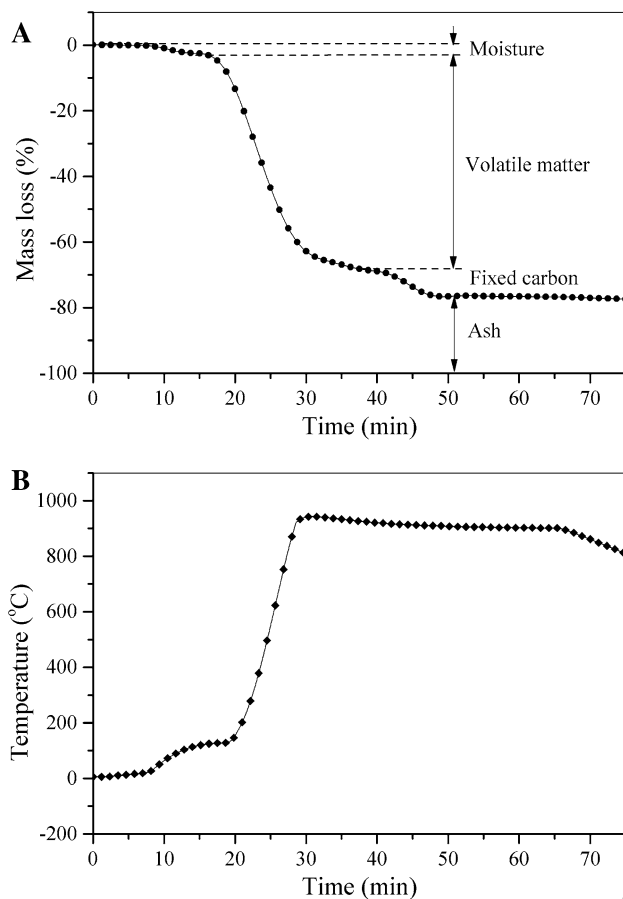 A
0
-20
-40
-60
-80
-100
Mass loss (%)
Moisture
Volatile matter
Fixed carbon
Ash
0 10 20 30 40 50 60 70
Time (min)
B
1000
800
600
400
200
0
-200
Temperature (°C)
0 10 20 30 40 50 60 70
Time (min)